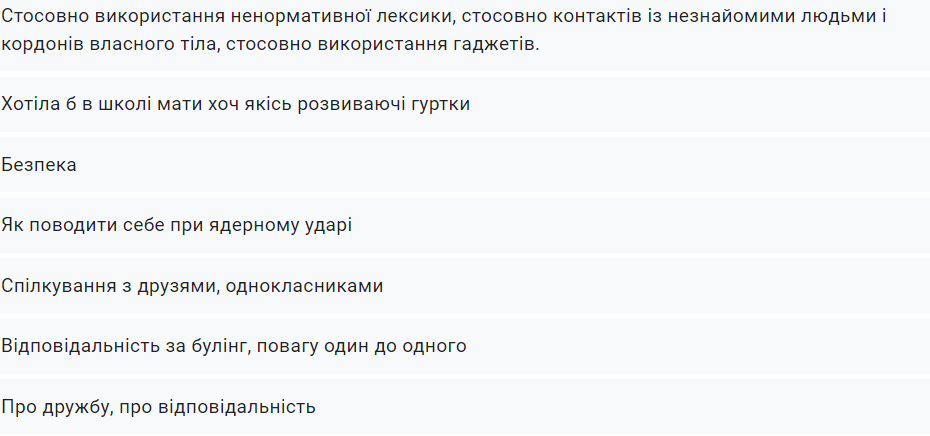 Стосовно використання ненормативної лексики, стосовно контактів із незнайомими людьми і
кордонів власного тіла, стосовно використання гаджетів.
Хотіла б в школі мати хоч якісь розвиваючі гуртки
Безпека
Як поводити себе при ядерному ударі
Спілкування з друзями, однокласниками
Відповідальність за булінг, повагу один до одного
Про дружбу, про відповідальність